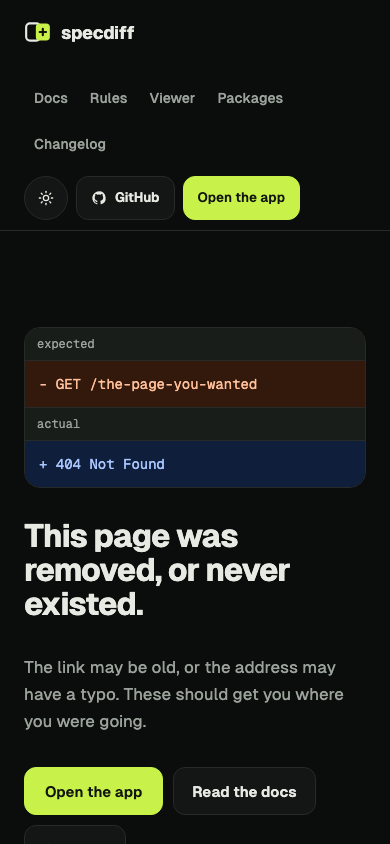 specdiff
Docs Rules Viewer Packages
Changelog
GitHub Open the app
expected
- GET /the-page-you-wanted
actual
+ 404 Not Found
This page was
removed, or never
existed.
The link may be old, or the address may
have a typo. These should get you where
you were going.
Open the app Read the docs